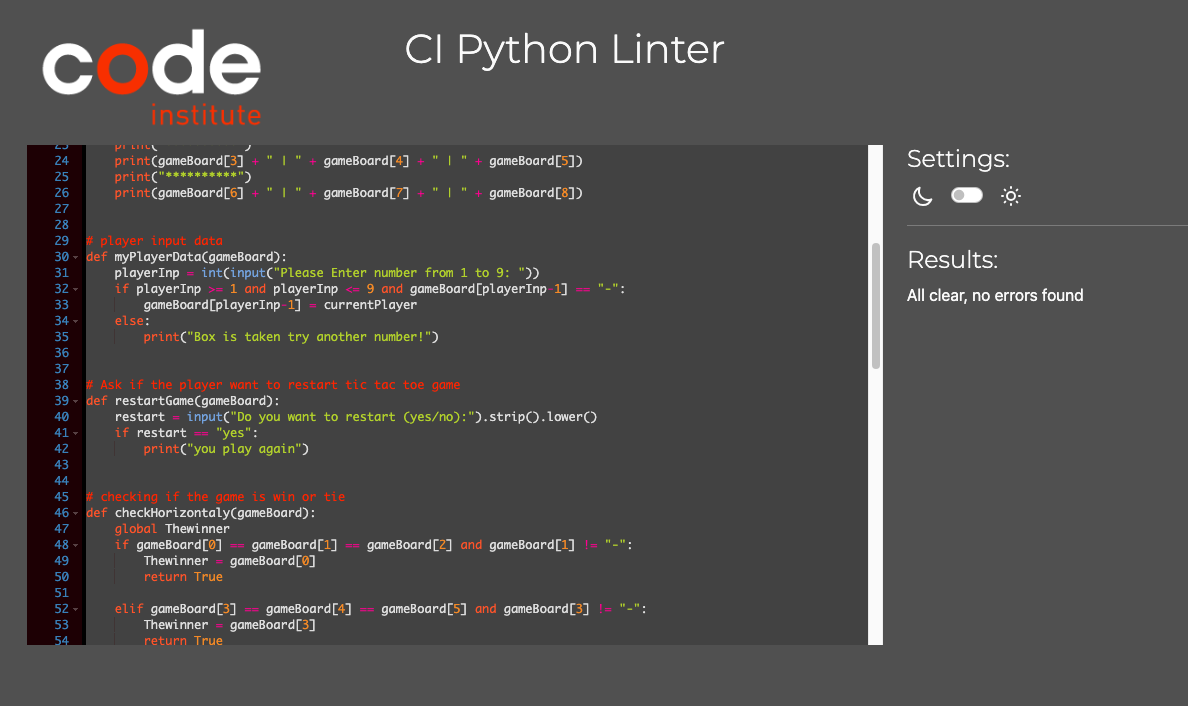 code
institute
CI Python Linter
23 print(          )
24 print(gameBoard[3] + " | " + gameBoard[4] + " | " + gameBoard[5])
25 print("**********")
26 print(gameBoard[6] + " | " + gameBoard[7] + " | " + gameBoard[8])
27
28
29 # player input data
30 def myPlayerData(gameBoard):
31 playerInp = int(input("Please Enter number from 1 to 9: "))
32 if playerInp >= 1 and playerInp <= 9 and gameBoard[playerInp-1] == "-":
33 gameBoard[playerInp-1] = currentPlayer
34 else:
35 print("Box is taken try another number!")
36
37
38 # Ask if the player want to restart tic tac toe game
39 def restartGame(gameBoard):
40 restart = input("Do you want to restart (yes/no):").strip().lower()
41 if restart == "yes":
42 print("you play again")
43
44
45 # checking if the game is win or tie
46 def checkHorizontaly(gameBoard):
47 global Thewinner
48 if gameBoard[0] == gameBoard[1] == gameBoard[2] and gameBoard[1] != "-":
49 Thewinner = gameBoard[0]
50 return True
51
52 elif gameBoard[3] == gameBoard[4] == gameBoard[5] and gameBoard[3] != "-":
53 Thewinner = gameBoard[3]
54 return True
Settings:
Results:
All clear, no errors found